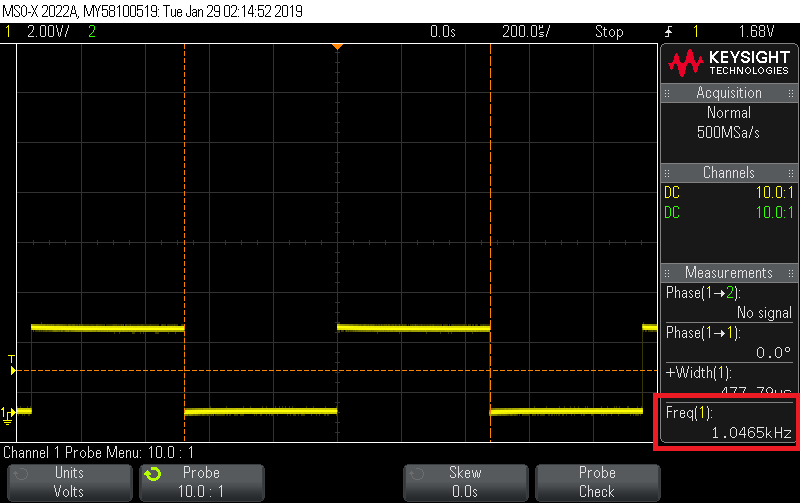 MSO-X 2022A, MY58100519: Tue Jan 29 02:14:52 2019
1 2.00V/ 2 0.0s 200.0µs/ Stop 1 1.68V
KEYSIGHT
TECHNOLOGIES
Acquisition
Normal
500MSa/s
Channels
DC 10.0:1
DC 10.0:1
Measurements
Phase(1→2):
No signal
Phase(1→1):
0.0°
+Width(1):
477.79us
Freq(1):
1.0465kHz
T
1
Channel 1 Probe Menu: 10.0 : 1
Units
Volts
Probe
10.0 : 1
Skew
0.0s
Probe
Check